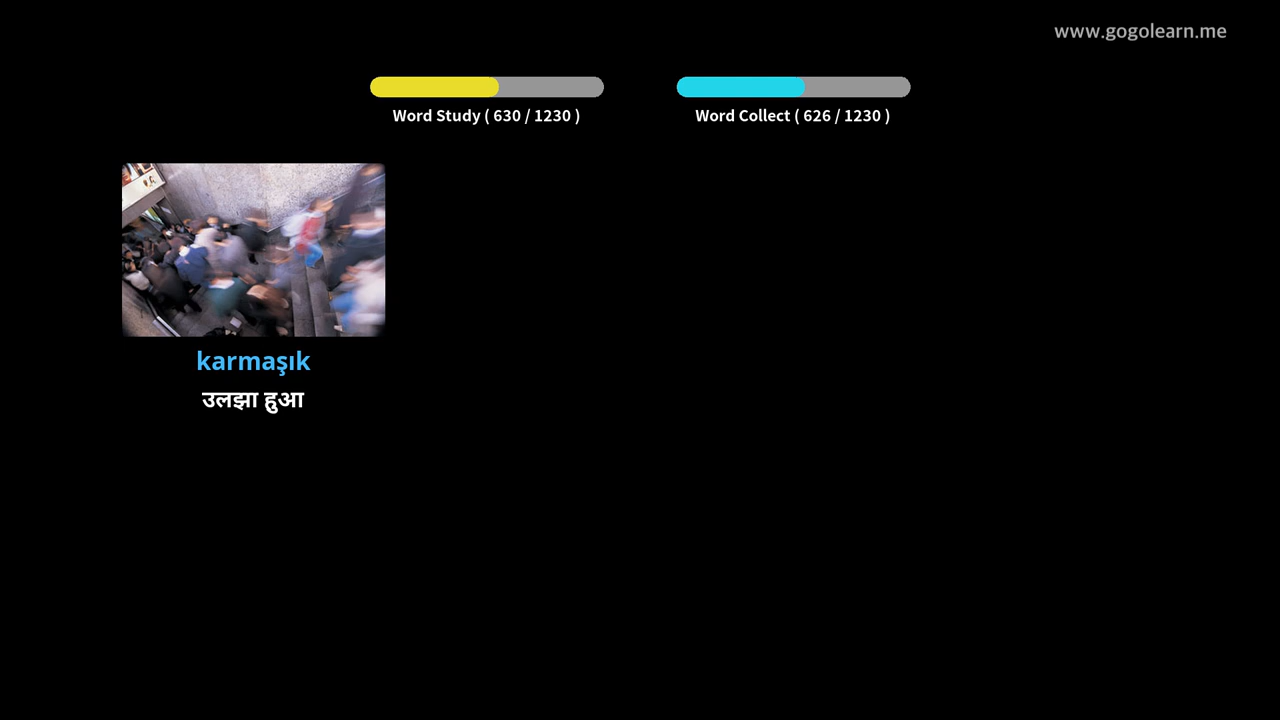 www.gogolearn.me
Word Study ( 630 / 1230 )
Word Collect ( 626 / 1230 )
karmaşık
उलझा हुआ